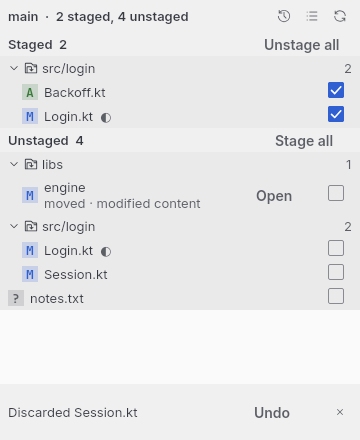 main · 2 staged, 4 unstaged
Staged 2 Unstage all
src/login 2
A Backoff.kt
M Login.kt
Unstaged 4 Stage all
libs 1
M engine
moved · modified content Open
src/login 2
M Login.kt
M Session.kt
? notes.txt
Discarded Session.kt Undo ×